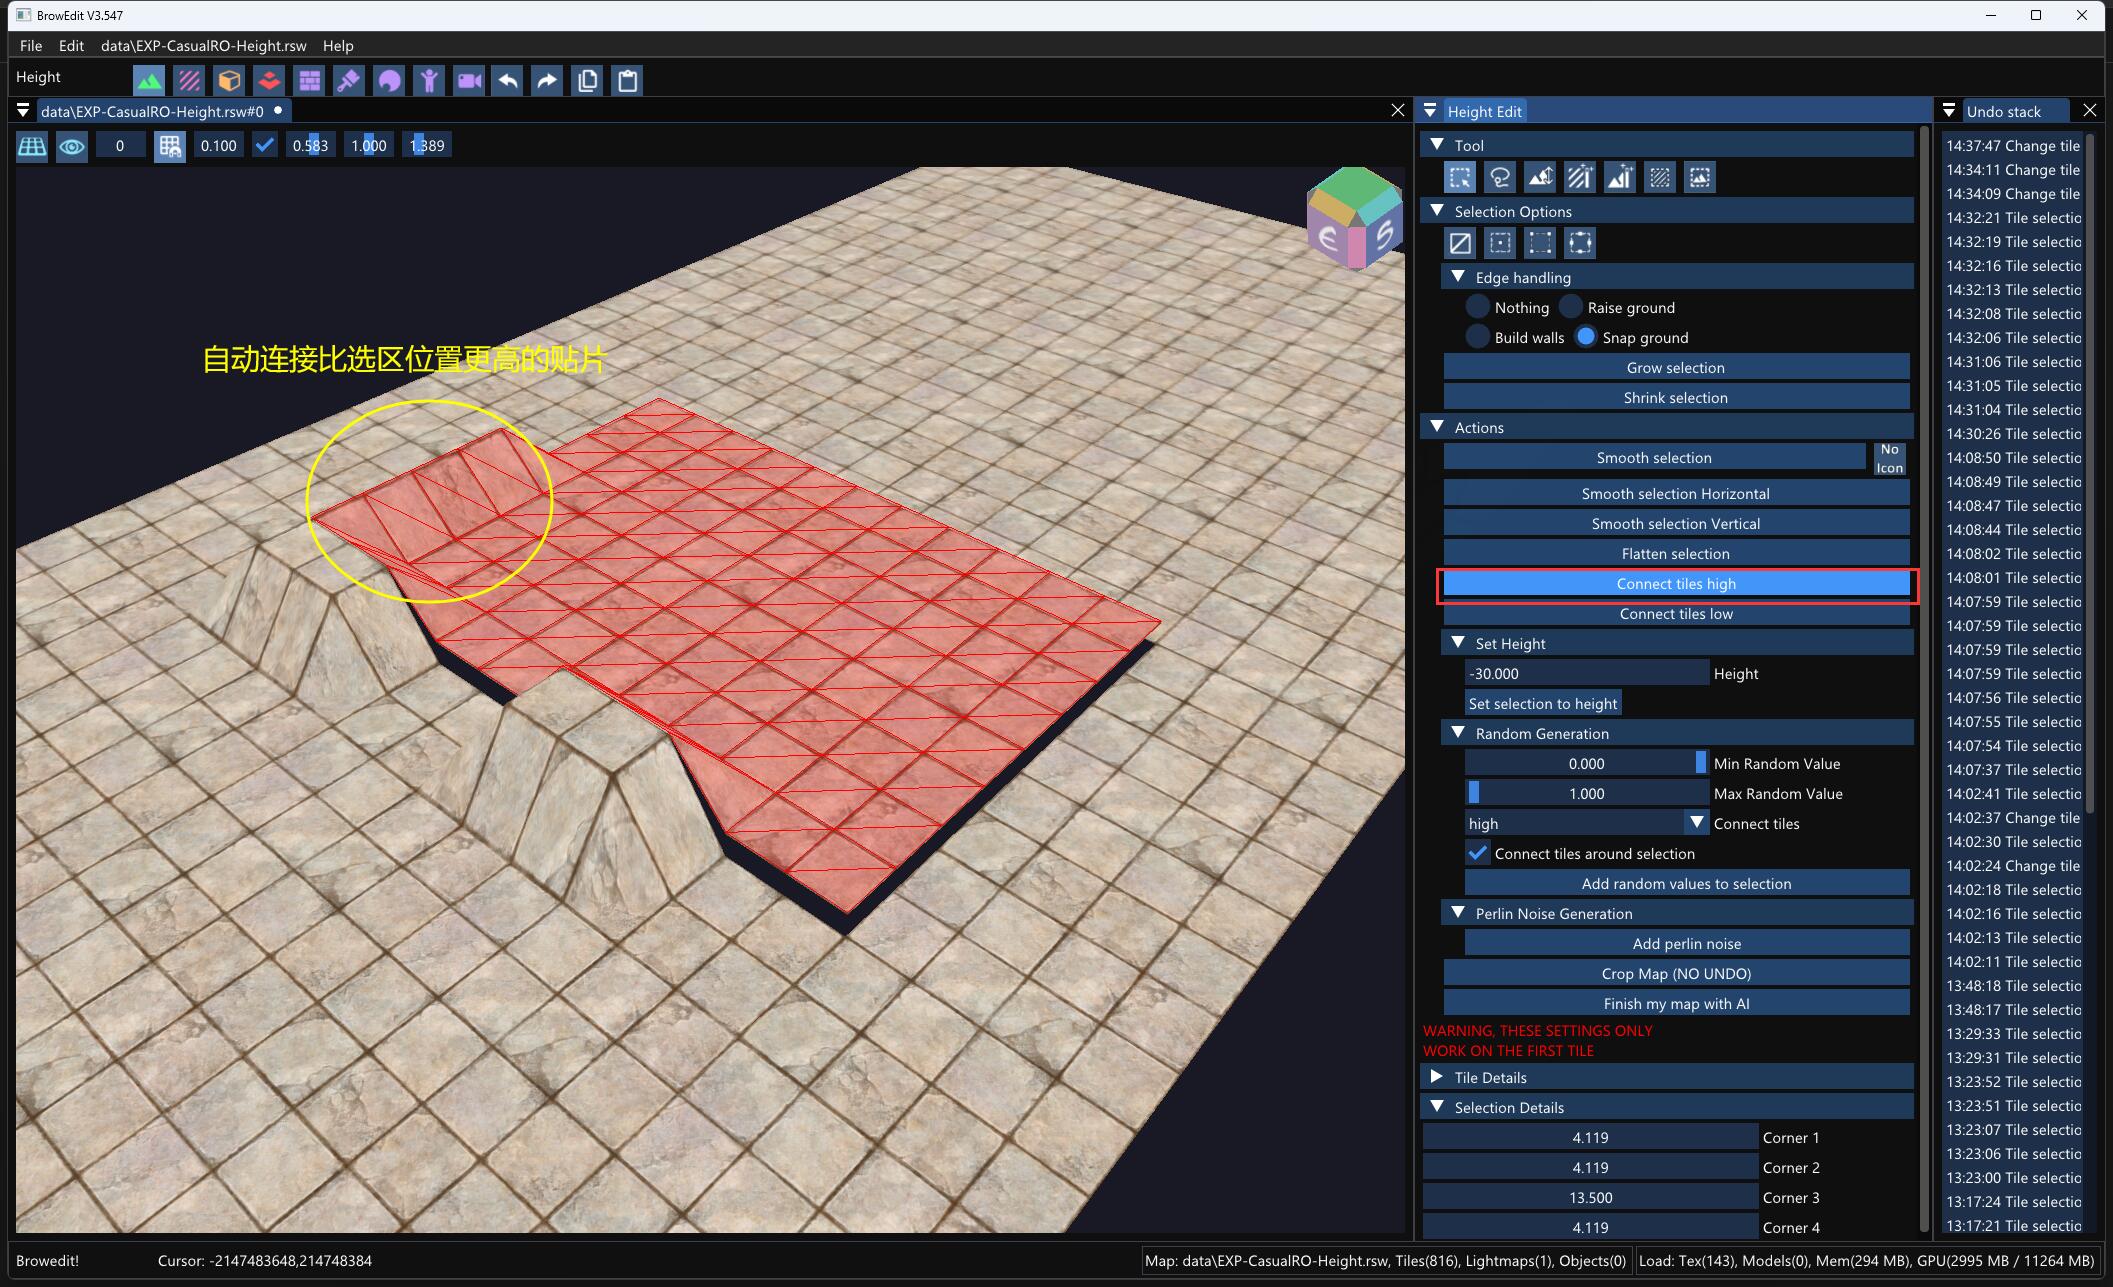 BrowEdit V3.547
File Edit data\EXP-CasualRO-Height.rsw Help
Height
data\EXP-CasualRO-Height.rsw#0
0 0.100 0.583 1.000 1.389
自动连接比选区位置更高的贴片
E S
Height Edit
Tool
Selection Options
Edge handling
Nothing Raise ground
Build walls Snap ground
Grow selection
Shrink selection
Actions
Smooth selection No Icon
Smooth selection Horizontal
Smooth selection Vertical
Flatten selection
Connect tiles high
Connect tiles low
Set Height
-30.000 Height
Set selection to height
Random Generation
0.000 Min Random Value
1.000 Max Random Value
high Connect tiles
Connect tiles around selection
Add random values to selection
Perlin Noise Generation
Add perlin noise
Crop Map (NO UNDO)
Finish my map with AI
WARNING, THESE SETTINGS ONLY
WORK ON THE FIRST TILE
Tile Details
Selection Details
4.119 Corner 1
4.119 Corner 2
13.500 Corner 3
4.119 Corner 4
Undo stack
14:37:47 Change tile
14:34:11 Change tile
14:34:09 Change tile
14:32:21 Tile selectio
14:32:19 Tile selectio
14:32:16 Tile selectio
14:32:13 Tile selectio
14:32:08 Tile selectio
14:32:06 Tile selectio
14:31:06 Tile selectio
14:31:05 Tile selectio
14:31:04 Tile selectio
14:30:26 Tile selectio
14:08:50 Tile selectio
14:08:49 Tile selectio
14:08:47 Tile selectio
14:08:44 Tile selectio
14:08:02 Tile selectio
14:08:01 Tile selectio
14:07:59 Tile selectio
14:07:59 Tile selectio
14:07:59 Tile selectio
14:07:59 Tile selectio
14:07:56 Tile selectio
14:07:55 Tile selectio
14:07:54 Tile selectio
14:07:37 Tile selectio
14:02:41 Tile selectio
14:02:37 Change tile
14:02:30 Tile selectio
14:02:24 Change tile
14:02:18 Tile selectio
14:02:16 Tile selectio
14:02:13 Tile selectio
14:02:11 Tile selectio
13:48:18 Tile selectio
13:48:17 Tile selectio
13:29:33 Tile selectio
13:29:31 Tile selectio
13:23:52 Tile selectio
13:23:51 Tile selectio
13:23:07 Tile selectio
13:23:06 Tile selectio
13:23:00 Tile selectio
13:17:24 Tile selectio
13:17:21 Tile selectio
Browedit! Cursor: -2147483648,214748384 Map: data\EXP-CasualRO-Height.rsw, Tiles(816), Lightmaps(1), Objects(0) Load: Tex(143), Models(0), Mem(294 MB), GPU(2995 MB / 11264 MB)